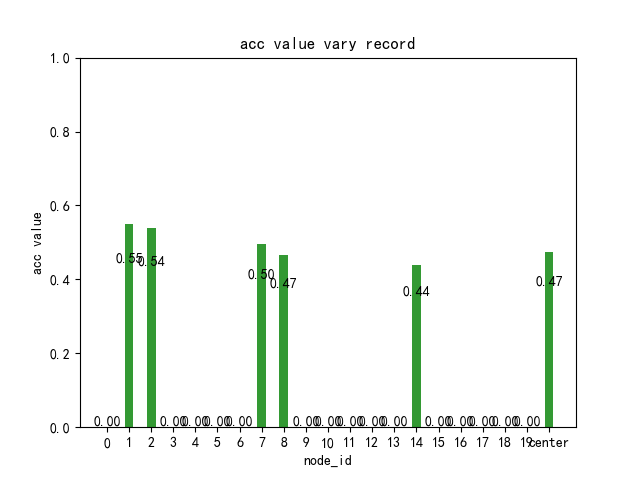 acc value vary record
1.0
0.8
0.6
0.4
0.2
0.0
acc value
0.00 0.55 0.54 0.00 0.00 0.00 0.00 0.50 0.47 0.00 0.00 0.00 0.00 0.00 0.44 0.00 0.00 0.00 0.00 0.00 0.47
0 1 2 3 4 5 6 7 8 9 10 11 12 13 14 15 16 17 18 19 center
node_id